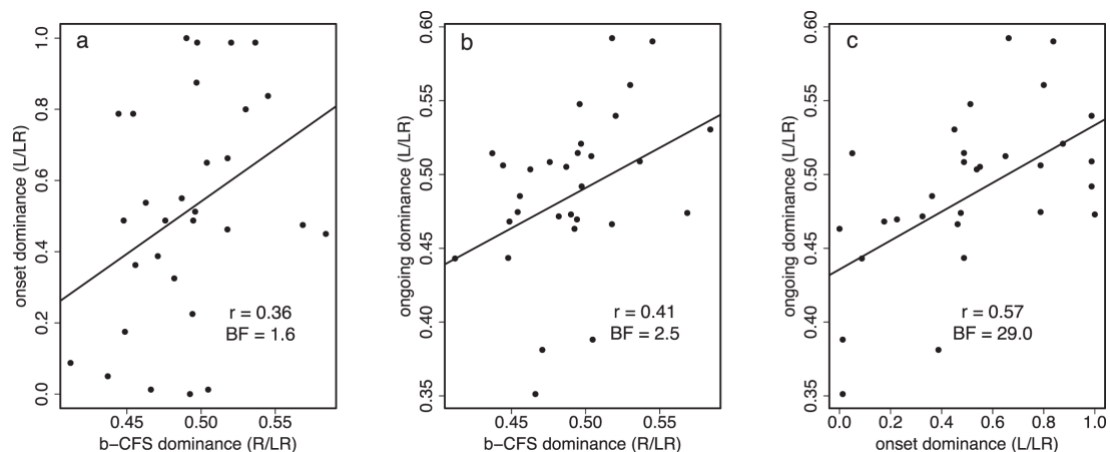 a
onset dominance (L/LR)
0.0 0.2 0.4 0.6 0.8 1.0
r = 0.36
BF = 1.6
0.45 0.50 0.55
b−CFS dominance (R/LR)
b
ongoing dominance (L/LR)
0.35 0.40 0.45 0.50 0.55 0.60
r = 0.41
BF = 2.5
0.45 0.50 0.55
b−CFS dominance (R/LR)
c
ongoing dominance (L/LR)
0.35 0.40 0.45 0.50 0.55 0.60
r = 0.57
BF = 29.0
0.0 0.2 0.4 0.6 0.8 1.0
onset dominance (L/LR)